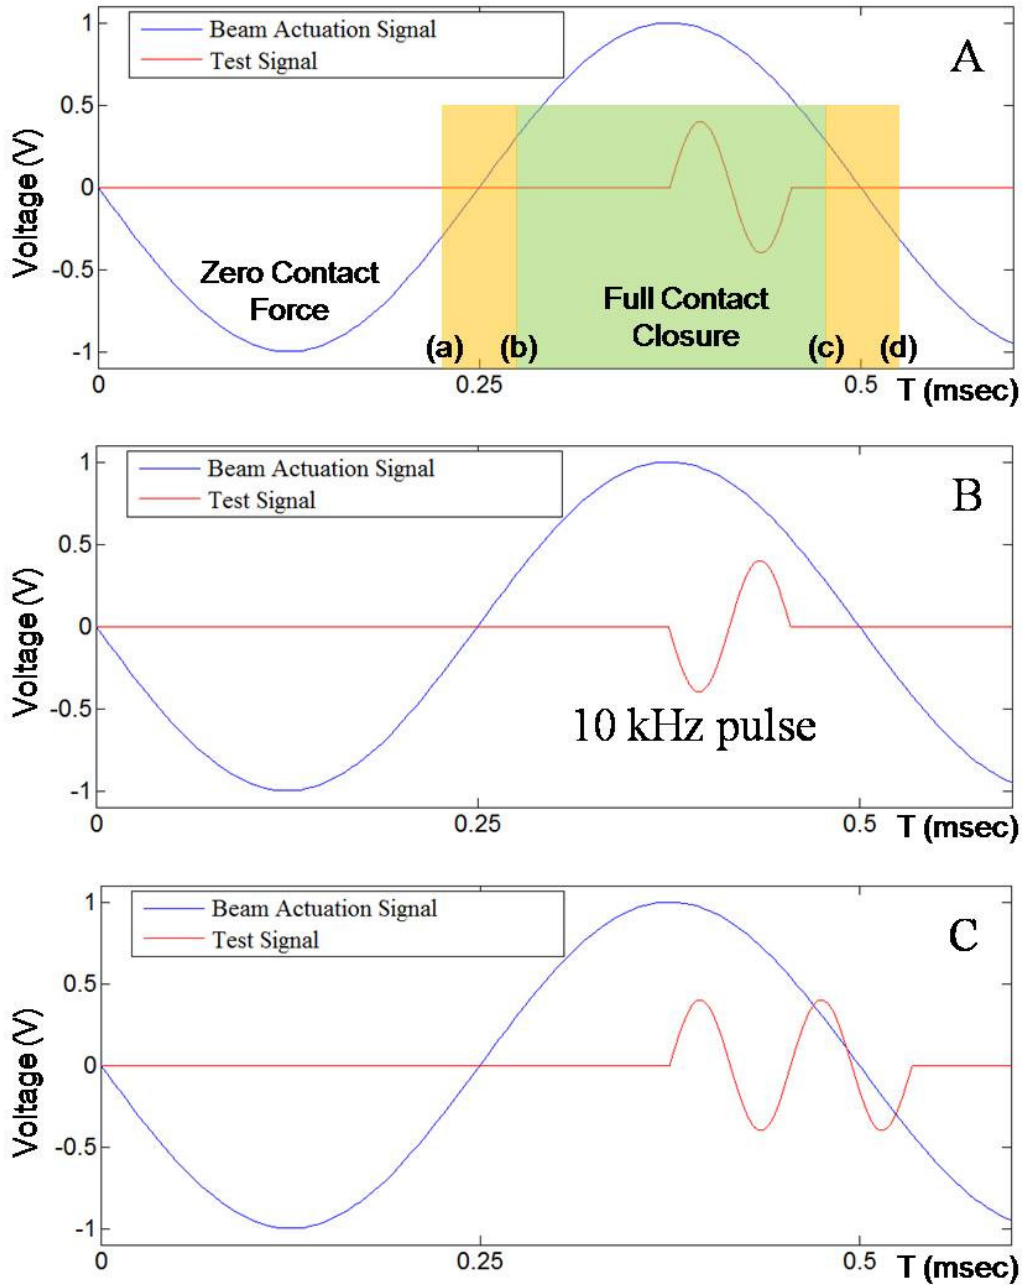 Beam Actuation Signal
Test Signal
A
1
0.5
0
-0.5
-1
Voltage (V)
Zero Contact
Force
Full Contact
Closure
(a)
(b)
(c)
(d)
0
0.25
0.5
T (msec)
Beam Actuation Signal
Test Signal
B
1
0.5
0
-0.5
-1
Voltage (V)
10 kHz pulse
0
0.25
0.5
T (msec)
Beam Actuation Signal
Test Signal
C
1
0.5
0
-0.5
-1
Voltage (V)
0
0.25
0.5
T (msec)